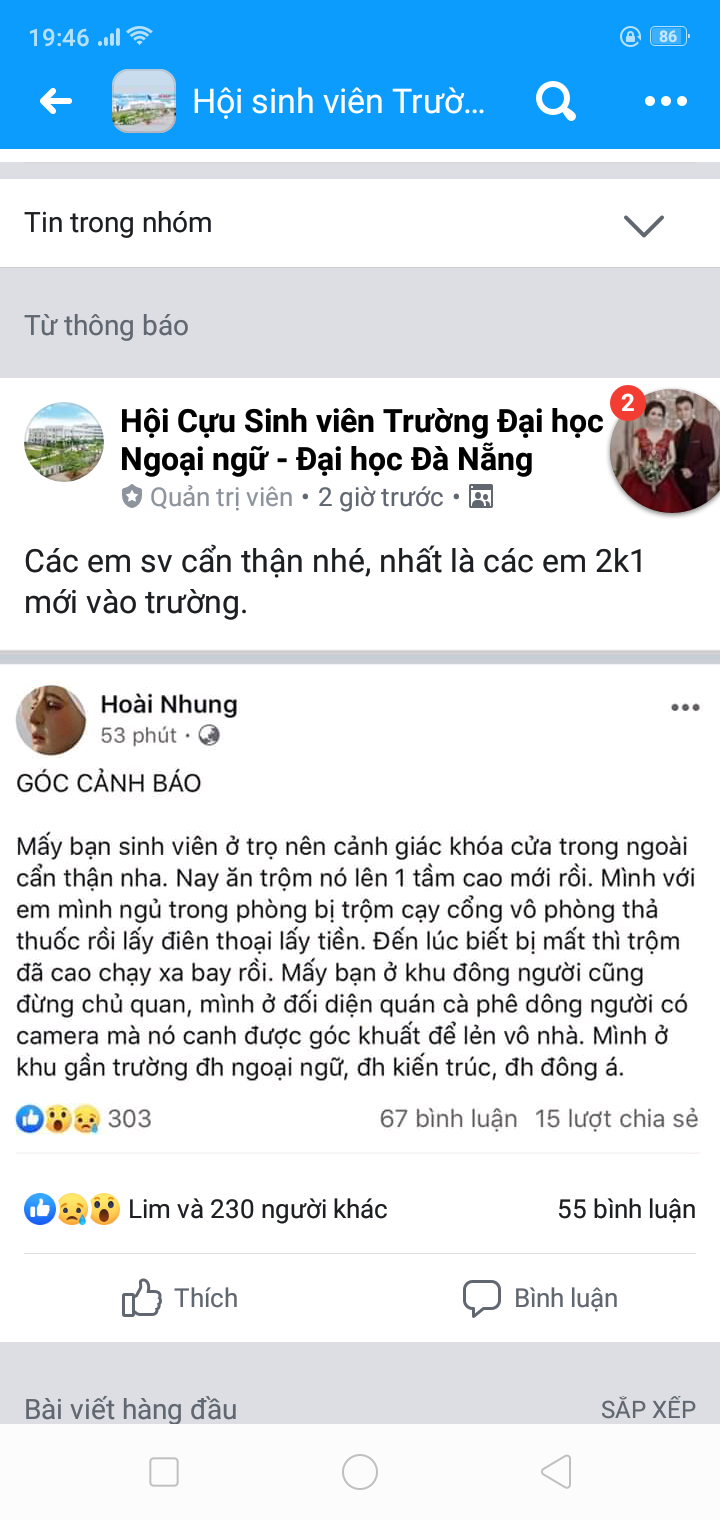 19:46
86
Hội sinh viên Trườ...
Tin trong nhóm
Từ thông báo
Hội Cựu Sinh viên Trường Đại học
Ngoại ngữ - Đại học Đà Nẵng
2
Quản trị viên • 2 giờ trước •
Các em sv cẩn thận nhé, nhất là các em 2k1
mới vào trường.
Hoài Nhung
53 phút ·
GÓC CẢNH BÁO
Mấy bạn sinh viên ở trọ nên cảnh giác khóa cửa trong ngoài
cẩn thận nha. Nay ăn trộm nó lên 1 tầm cao mới rồi. Mình với
em mình ngủ trong phòng bị trộm cạy cổng vô phòng thả
thuốc rồi lấy điên thoại lấy tiền. Đến lúc biết bị mất thì trộm
đã cao chạy xa bay rồi. Mấy bạn ở khu đông người cũng
đừng chủ quan, mình ở đối diện quán cà phê dông người có
camera mà nó canh được góc khuất để lẻn vô nhà. Mình ở
khu gần trường đh ngoại ngữ, đh kiến trúc, đh đông á.
303
67 bình luận 15 lượt chia sẻ
Lim và 230 người khác
55 bình luận
Thích
Bình luận
Bài viết hàng đầu
SẮP XẾP